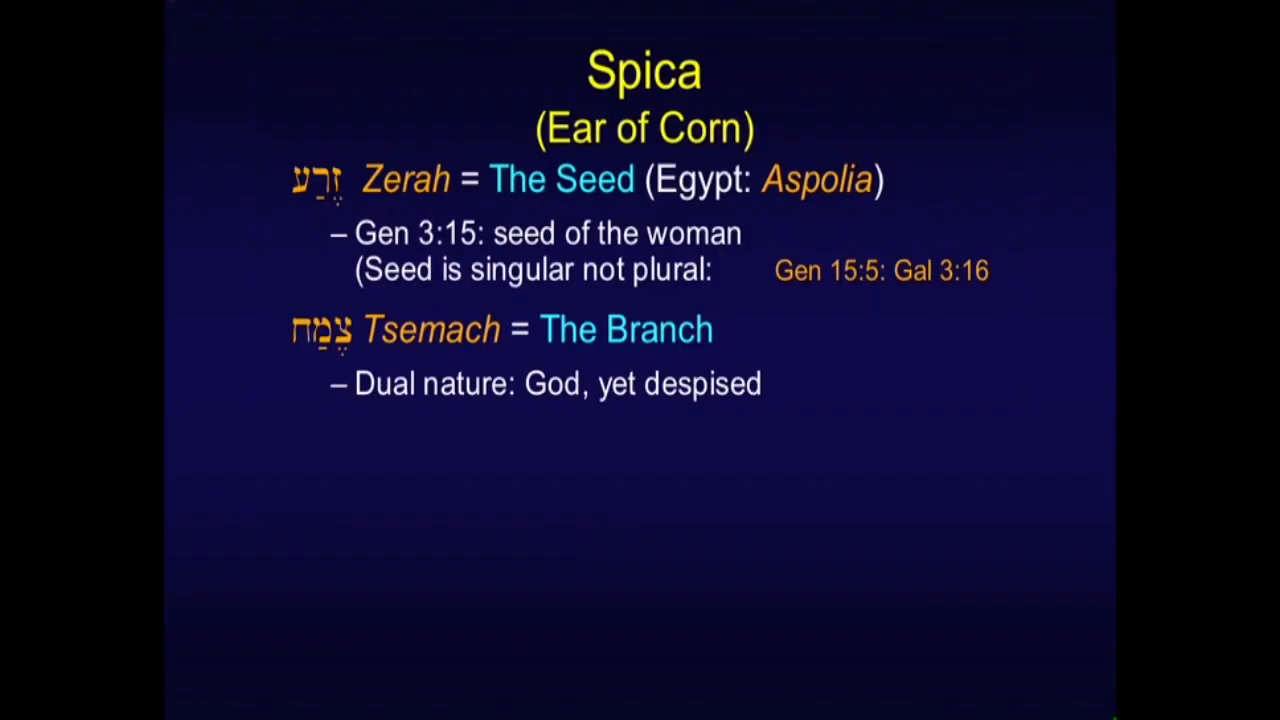 Spica
(Ear of Corn)
זֶרַע Zerah = The Seed (Egypt: Aspolia)
– Gen 3:15: seed of the woman
(Seed is singular not plural: Gen 15:5: Gal 3:16
צֶמַח Tsemach = The Branch
– Dual nature: God, yet despised